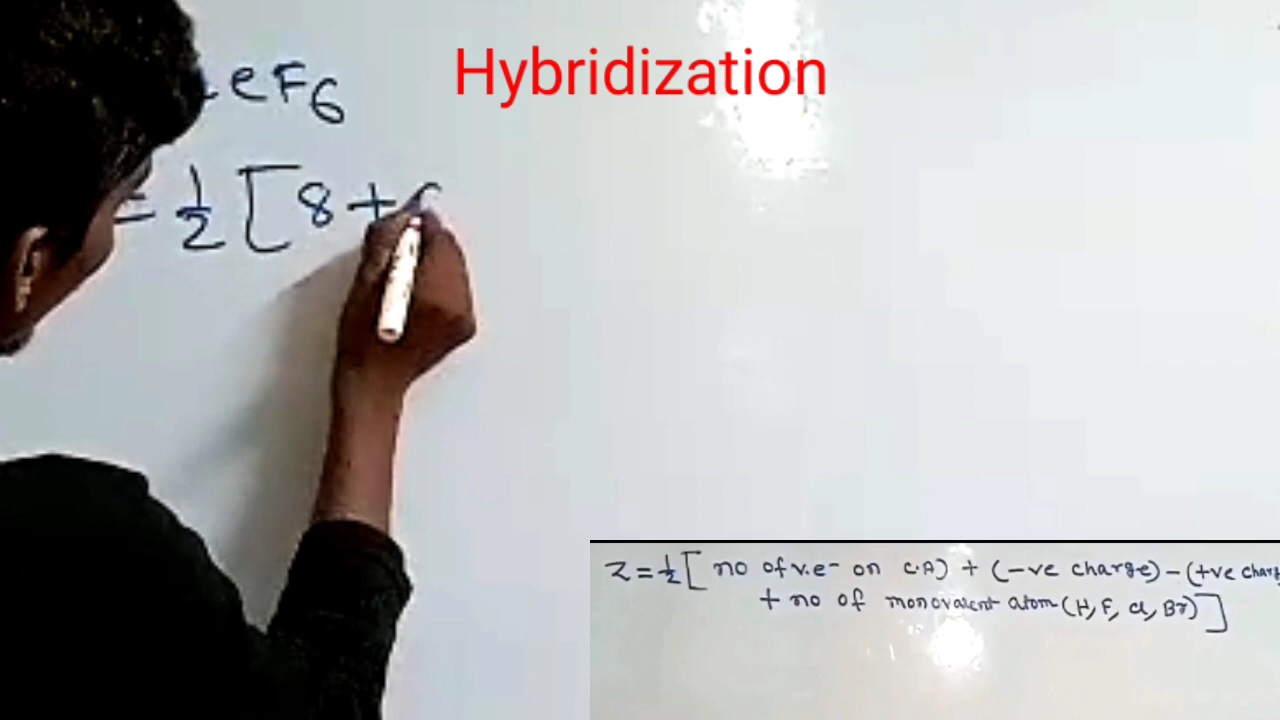 Hybridization
eF6
= 1/2 [ 8 +
Z = 1/2 [ no of v.e- on C.A) + (-ve charge) - (+ve charg
+ no of monovalent atom (H, F, Cl, Br) ]